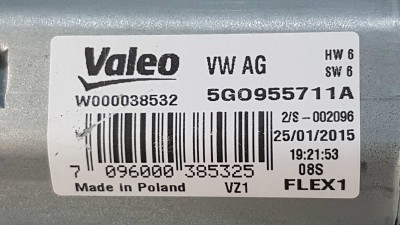 Valeo VW AG HW 6
SW 6
W000038532 5G0955711A
2/S-002096
25/01/2015
19:21:53
7 096000 385325 08S
Made in Poland VZ1 FLEX1